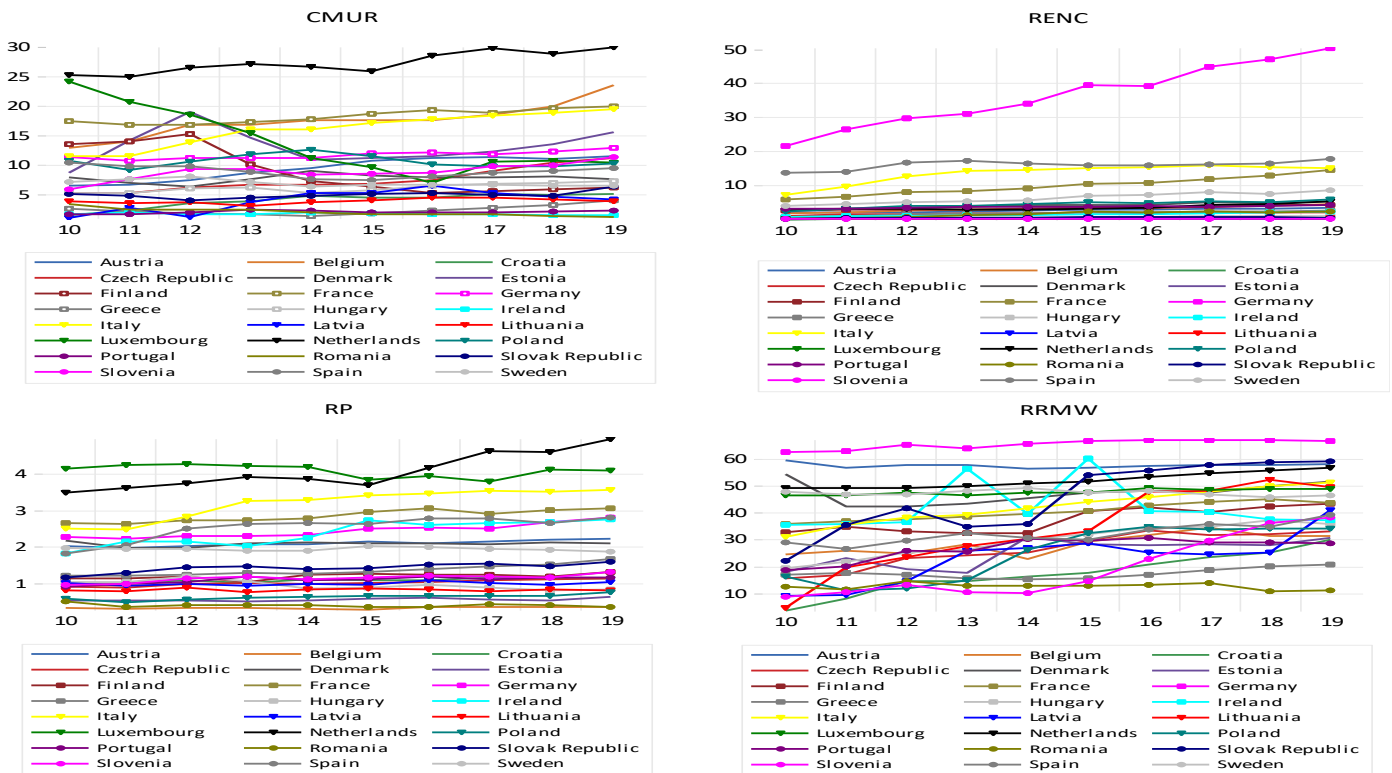 CMUR
30
25
20
15
10
5
10 11 12 13 14 15 16 17 18 19
Austria Belgium Croatia
Czech Republic Denmark Estonia
Finland France Germany
Greece Hungary Ireland
Italy Latvia Lithuania
Luxembourg Netherlands Poland
Portugal Romania Slovak Republic
Slovenia Spain Sweden
RENC
50
40
30
20
10
10 11 12 13 14 15 16 17 18 19
Austria Belgium Croatia
Czech Republic Denmark Estonia
Finland France Germany
Greece Hungary Ireland
Italy Latvia Lithuania
Luxembourg Netherlands Poland
Portugal Romania Slovak Republic
Slovenia Spain Sweden
RP
4
3
2
1
10 11 12 13 14 15 16 17 18 19
Austria Belgium Croatia
Czech Republic Denmark Estonia
Finland France Germany
Greece Hungary Ireland
Italy Latvia Lithuania
Luxembourg Netherlands Poland
Portugal Romania Slovak Republic
Slovenia Spain Sweden
RRMW
60
50
40
30
20
10
10 11 12 13 14 15 16 17 18 19
Austria Belgium Croatia
Czech Republic Denmark Estonia
Finland France Germany
Greece Hungary Ireland
Italy Latvia Lithuania
Luxembourg Netherlands Poland
Portugal Romania Slovak Republic
Slovenia Spain Sweden